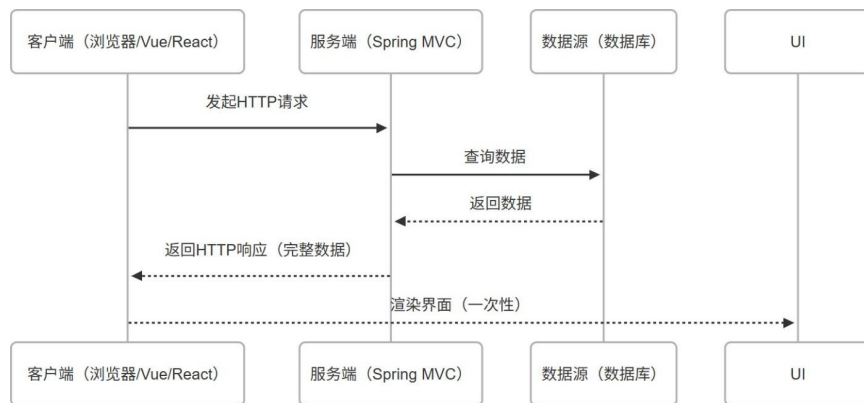 客户端（浏览器/Vue/React）
服务端（Spring MVC）
数据源（数据库）
UI
发起HTTP请求
查询数据
返回数据
返回HTTP响应（完整数据）
渲染界面（一次性）
客户端（浏览器/Vue/React）
服务端（Spring MVC）
数据源（数据库）
UI